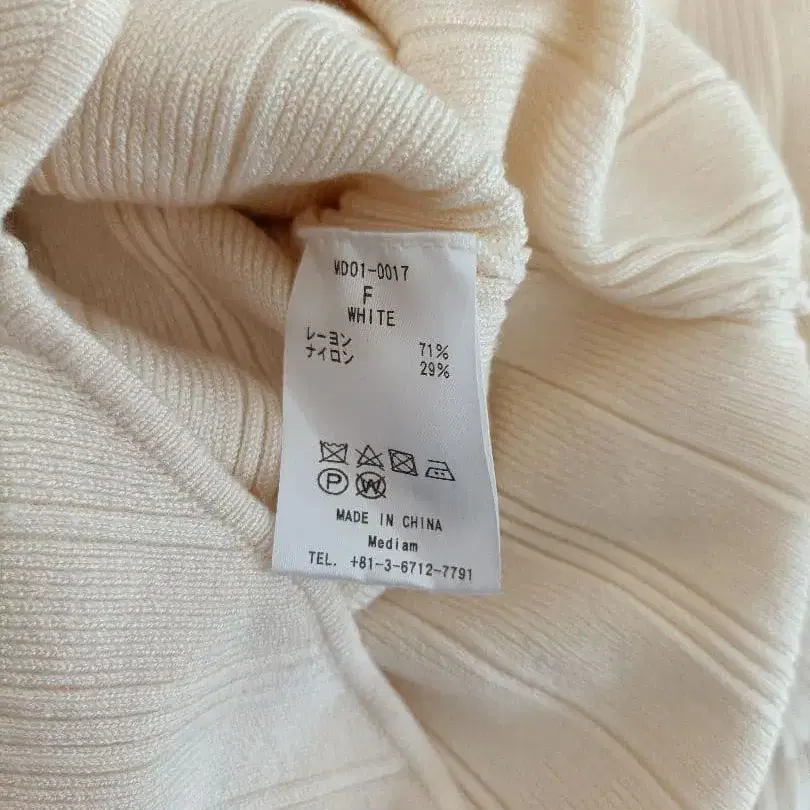 MD01-0017
F
WHITE
レーヨン 71%
ナイロン 29%
P W
MADE IN CHINA
Mediam
TEL. +81-3-6712-7791